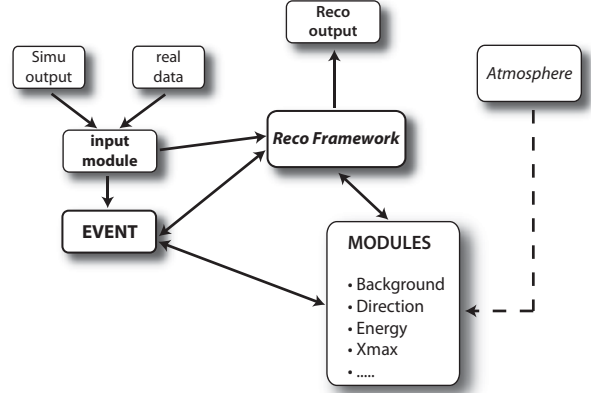 Reco
output
Simu
output
real
data
Atmosphere
input
module
Reco Framework
EVENT
MODULES
• Background
• Direction
• Energy
• Xmax
• .....